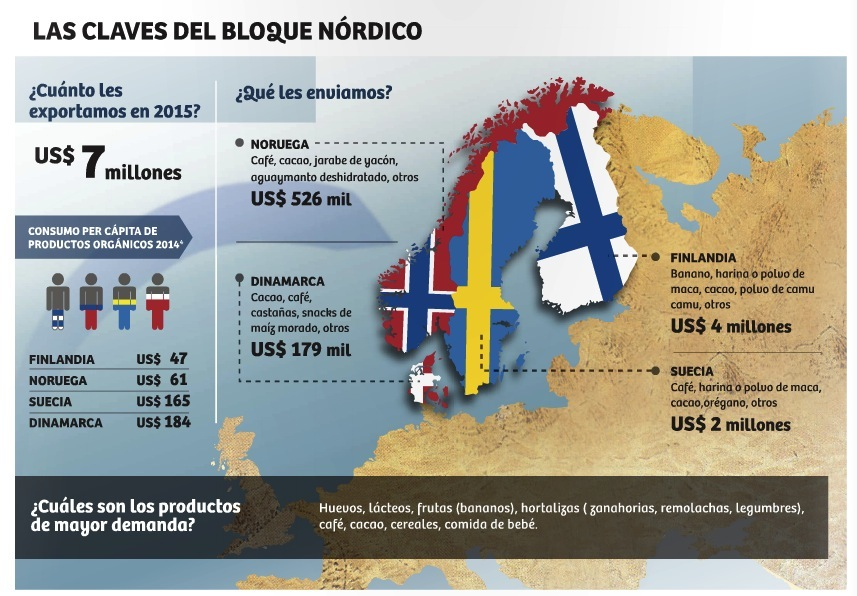 LAS CLAVES DEL BLOQUE NÓRDICO
¿Cuánto les
exportamos en 2015?
US$ 7 millones
CONSUMO PER CÁPITA DE
PRODUCTOS ORGÁNICOS 2014*
FINLANDIA US$ 47
NORUEGA US$ 61
SUECIA US$ 165
DINAMARCA US$ 184
¿Qué les enviamos?
NORUEGA
Café, cacao, jarabe de yacón,
aguaymanto deshidratado, otros
US$ 526 mil
DINAMARCA
Cacao, café,
castañas, snacks de
maíz morado, otros
US$ 179 mil
FINLANDIA
Banano, harina o polvo de
maca, cacao, polvo de camu
camu, otros
US$ 4 millones
SUECIA
Café, harina o polvo de maca,
cacao,orégano, otros
US$ 2 millones
¿Cuáles son los productos
de mayor demanda?
Huevos, lácteos, frutas (bananos), hortalizas ( zanahorias, remolachas, legumbres),
café, cacao, cereales, comida de bebé.